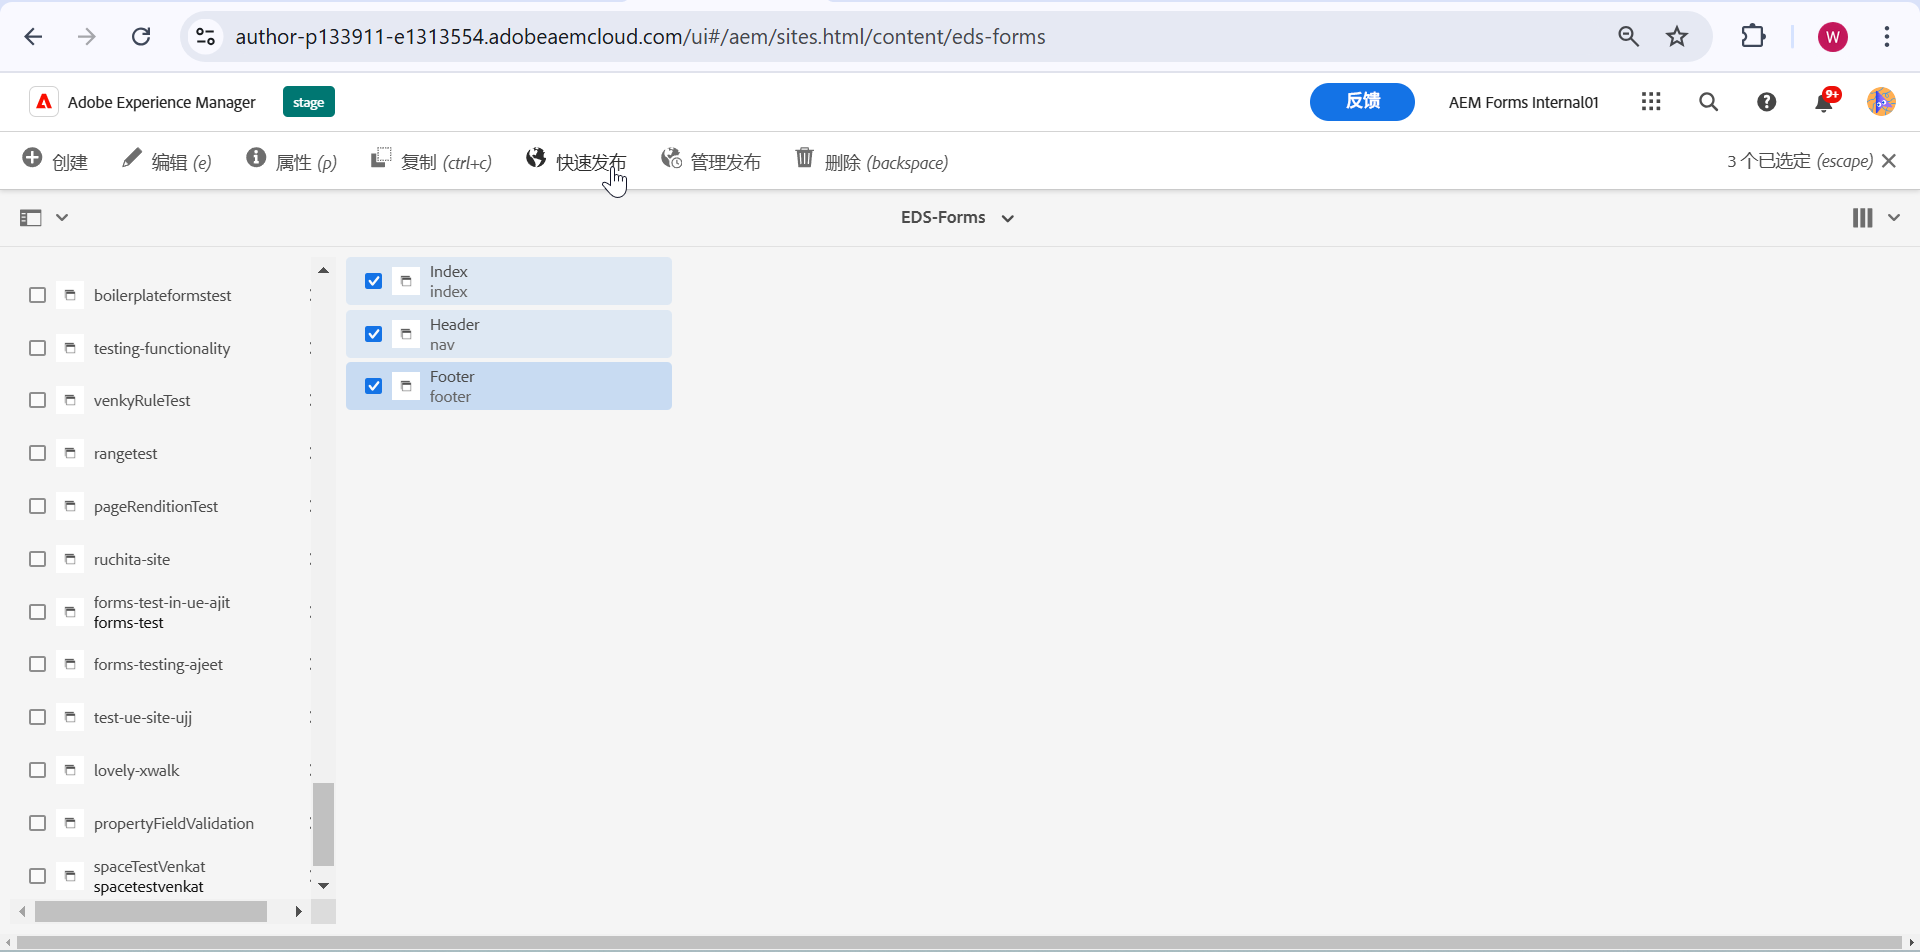 author-p133911-e1313554.adobeaemcloud.com/ui#/aem/sites.html/content/eds-forms
W
Adobe Experience Manager
stage
反馈
AEM Forms Internal01
9+
创建
编辑 (e)
属性 (p)
复制 (ctrl+c)
快速发布
管理发布
删除 (backspace)
3 个已选定 (escape)
EDS-Forms
boilerplateformstest
testing-functionality
venkyRuleTest
rangetest
pageRenditionTest
ruchita-site
forms-test-in-ue-ajit
forms-test
forms-testing-ajeet
test-ue-site-ujj
lovely-xwalk
propertyFieldValidation
spaceTestVenkat
spacetestvenkat
Index
index
Header
nav
Footer
footer